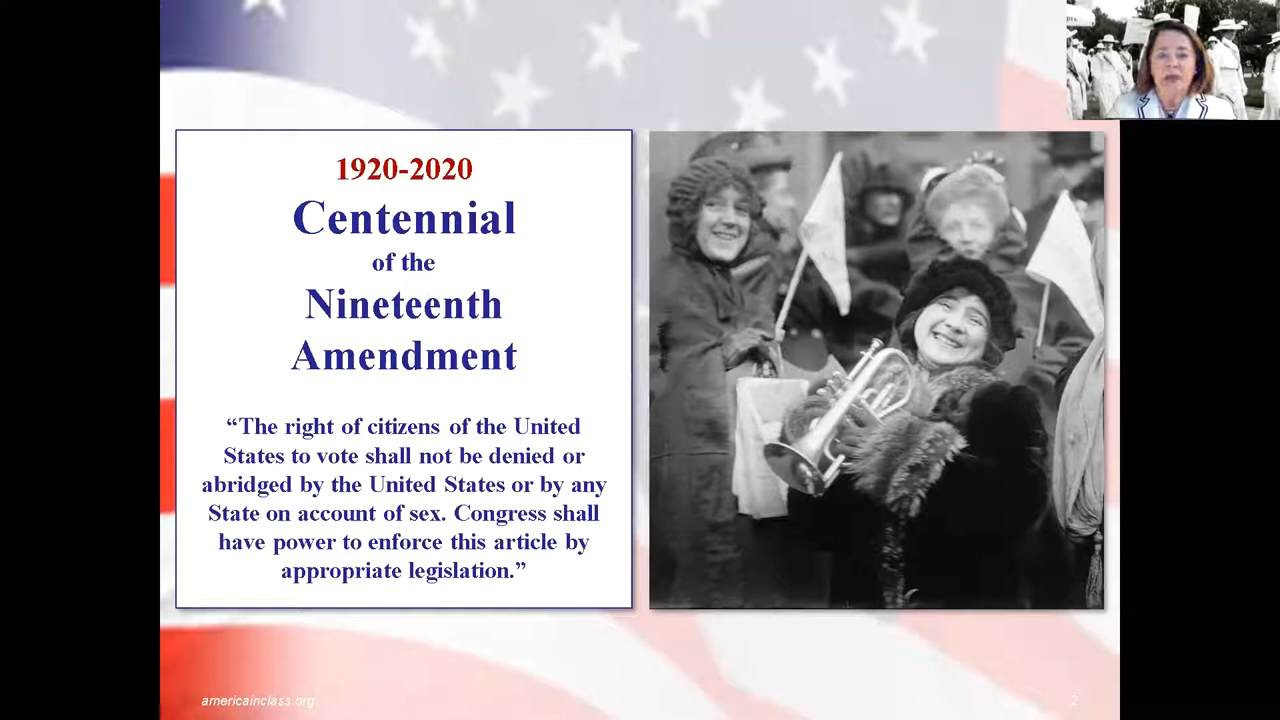 1920-2020
Centennial
of the
Nineteenth
Amendment
“The right of citizens of the United
States to vote shall not be denied or
abridged by the United States or by any
State on account of sex. Congress shall
have power to enforce this article by
appropriate legislation.”
americainclass.org
2